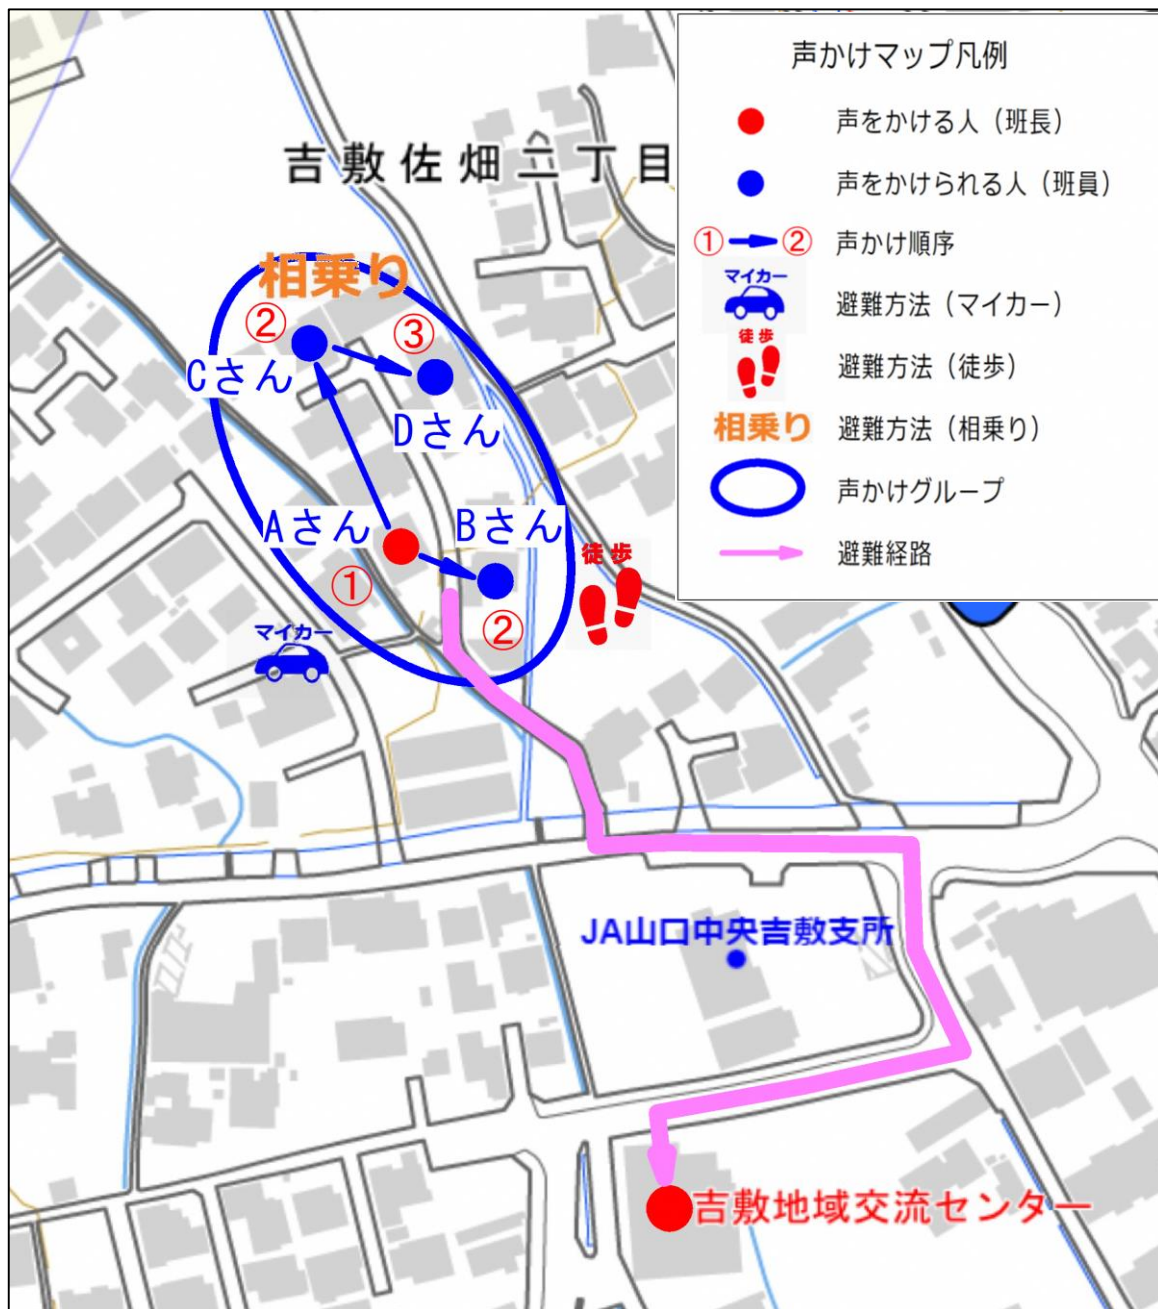 吉敷佐畑二丁目
相乗り
②
③
Cさん
Dさん
Aさん
Bさん
①
②
徒歩
マイカー
JA山口中央吉敷支所
吉敷地域交流センター
声かけマップ凡例
声をかける人(班長)
声をかけられる人(班員)
① ② 声かけ順序
マイカー
避難方法(マイカー)
徒歩
避難方法(徒歩)
相乗り 避難方法(相乗り)
声かけグループ
避難経路